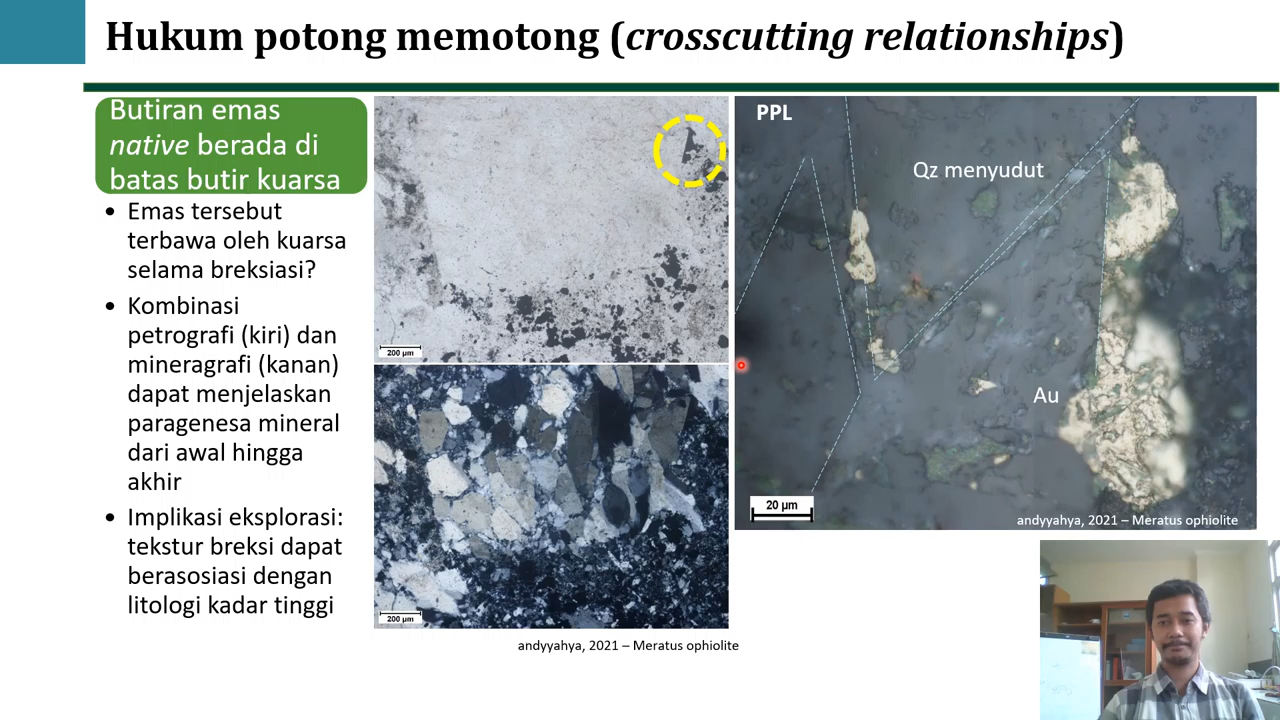 Hukum potong memotong (crosscutting relationships)
Butiran emas
native berada di
batas butir kuarsa
• Emas tersebut
terbawa oleh kuarsa
selama breksiasi?
• Kombinasi
petrografi (kiri) dan
mineragrafi (kanan)
dapat menjelaskan
paragenesa mineral
dari awal hingga
akhir
• Implikasi eksplorasi:
tekstur breksi dapat
berasosiasi dengan
litologi kadar tinggi
200 µm
200 µm
andyyahya, 2021 – Meratus ophiolite
PPL
Qz menyudut
Au
20 µm
andyyahya, 2021 – Meratus ophiolite